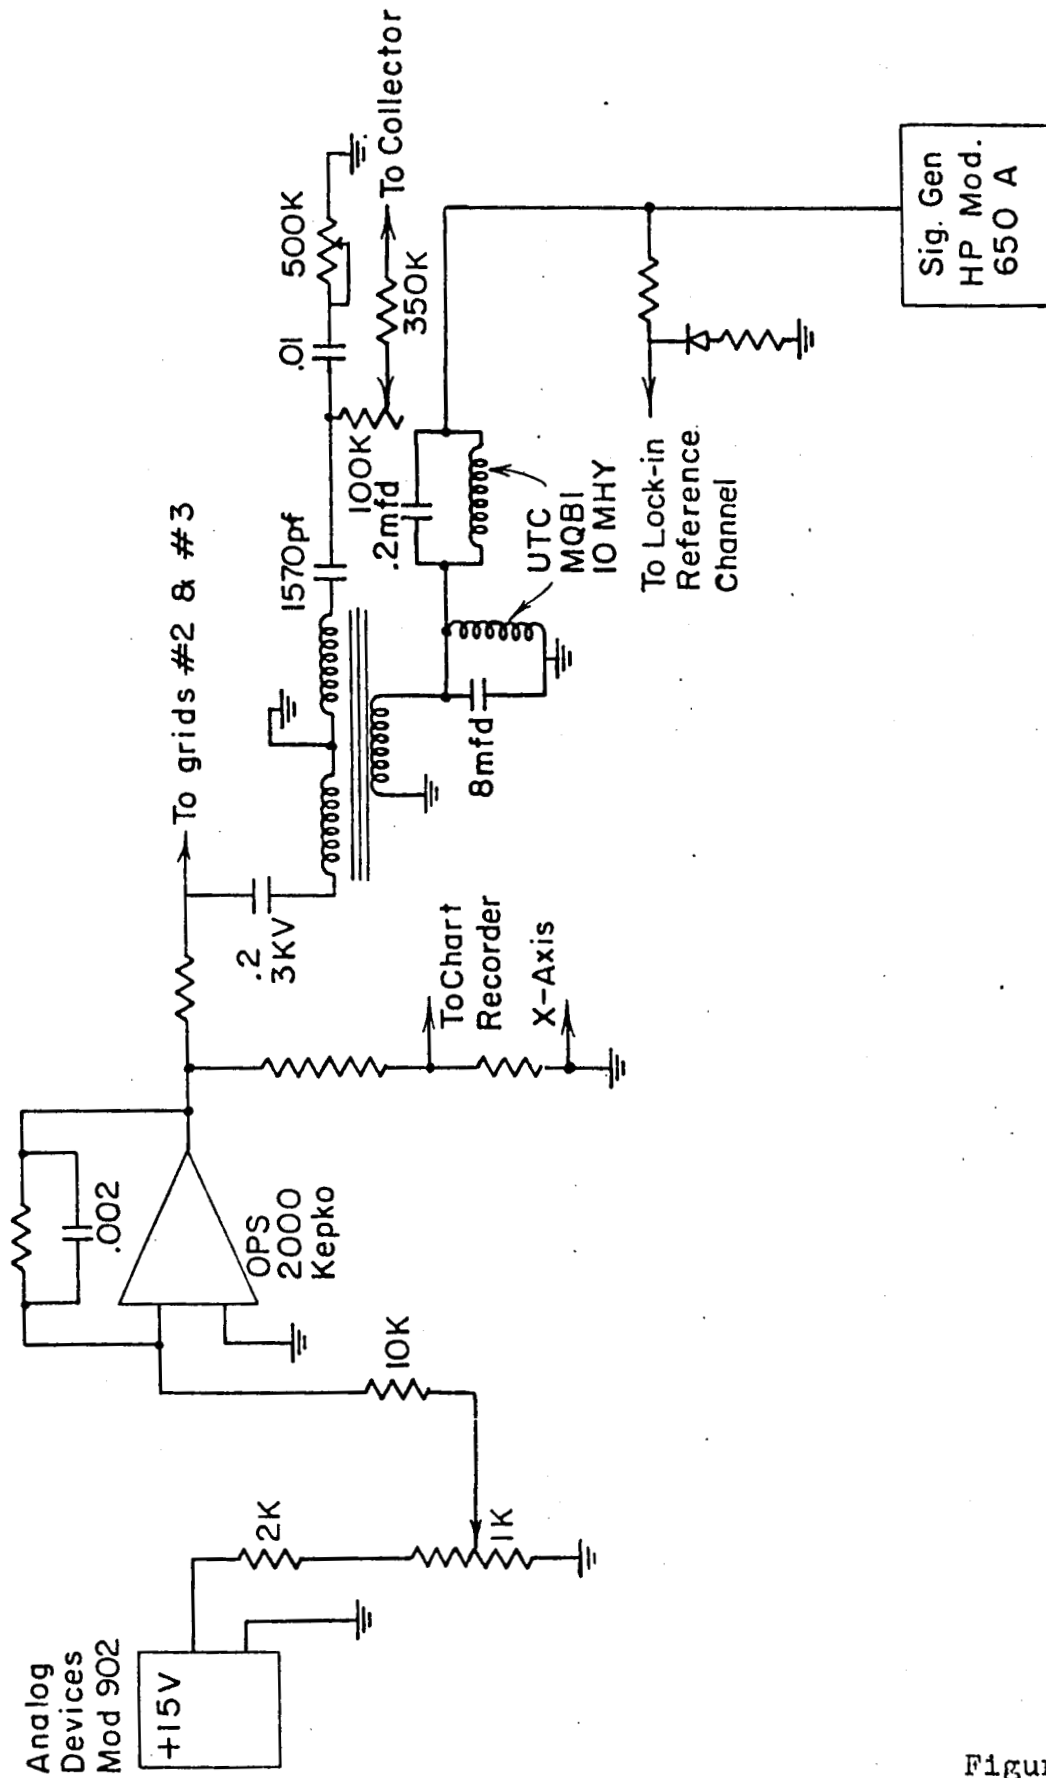 Analog
Devices
Mod 902
+15V
2K
1K
10K
.002
OPS
2000
Kepko
.2
3KV
To grids #2 & #3
To Chart
Recorder
X-Axis
1570pf
.01
500K
100K
350K
To Collector
.2mfd
8mfd
UTC
MQBI
10 MHY
To Lock-in
Reference
Channel
Sig. Gen
HP Mod.
650 A
Figur